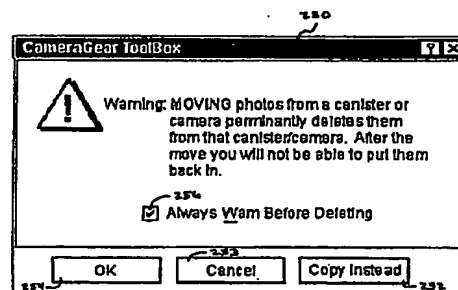 250
CameraGear ToolBox ? X
Warning: MOVING photos from a canister or
camera perminantly deletes them
from that canister/camera. After the
move you will not be able to put them
back in.
256
Always Warn Before Deleting
253
OK Cancel Copy Instead
254 252